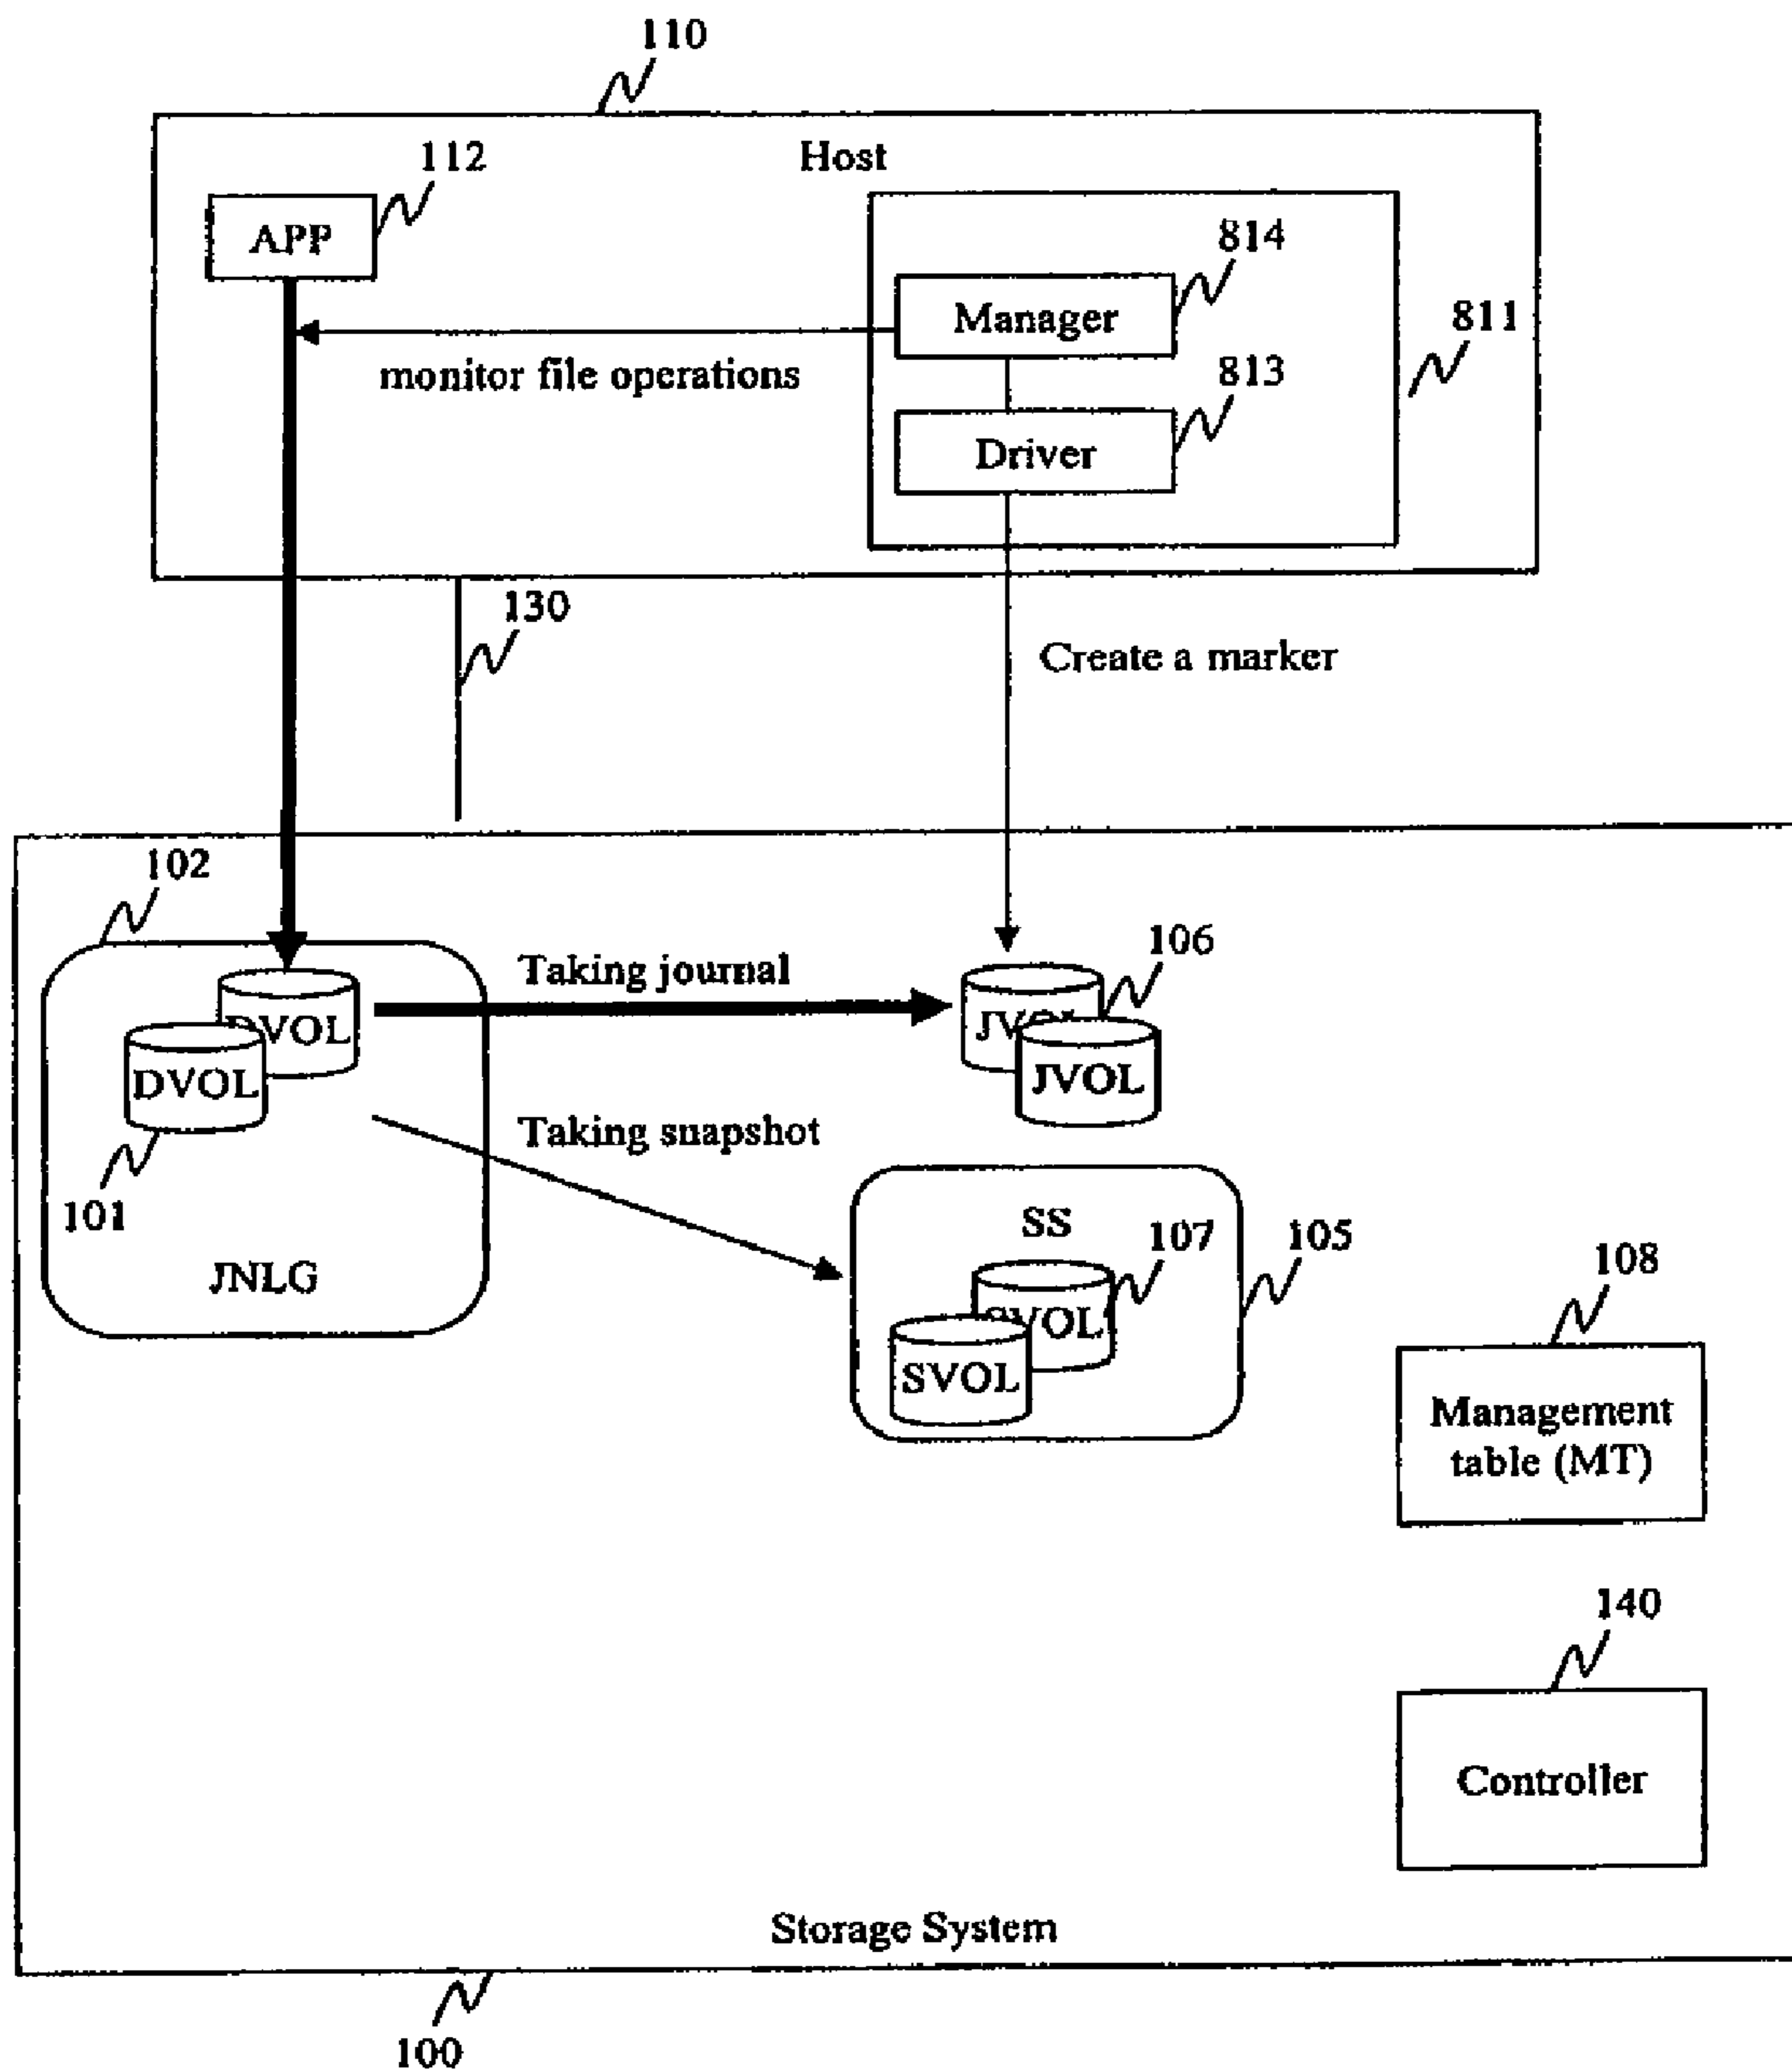 110
112
Host
APP
814
Manager
811
monitor file operations
813
Driver
130
Create a marker
102
106
Taking journal
DVOL
JVOL
DVOL
JVOL
Taking snapshot
101
SS
107
105
108
JNLG
SVOL
SVOL
Management
table (MT)
140
Controller
Storage System
100